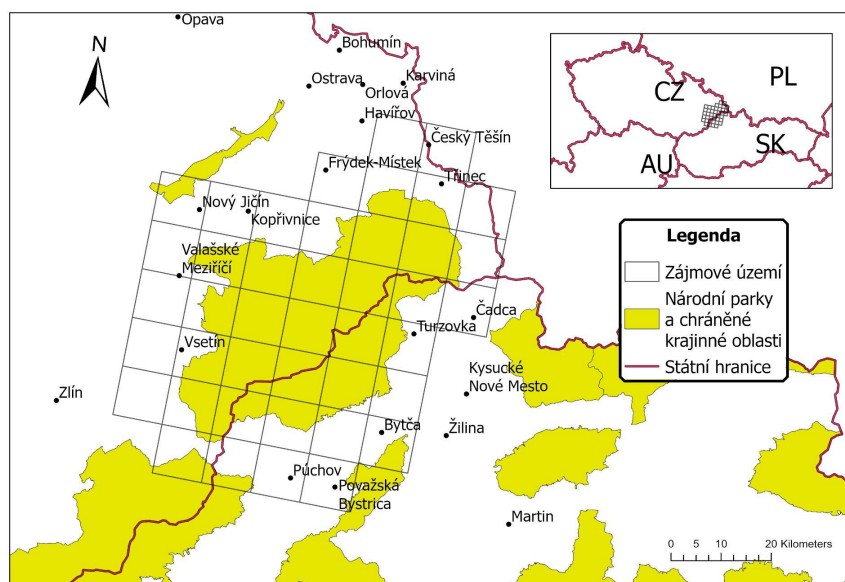 Opava
N
Bohumín
Ostrava
Orlová
Karviná
Havířov
Český Těšín
Frýdek-Místek
Třinec
Nový Jičín
Kopřivnice
Valašské
Meziříčí
Čadca
Turzovka
Vsetín
Kysucké
Nové Mesto
Zlín
Bytča
Žilina
Púchov
Považská
Bystrica
Martin
CZ
PL
SK
AU
Legenda
Zájmové území
Národní parky
a chráněné
krajinné oblasti
Státní hranice
0 5 10 20 Kilometers